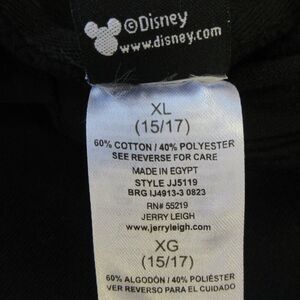 ©Disney
www.disney.com
XL
(15/17)
60% COTTON / 40% POLYESTER
SEE REVERSE FOR CARE
MADE IN EGYPT
STYLE JJ5119
BRG IJ4913-3 0823
RN# 55219
JERRY LEIGH
www.jerryleigh.com
XG
(15/17)
60% ALGODÓN / 40% POLIÉSTER
VER REVERSO PARA EL CUIDADO